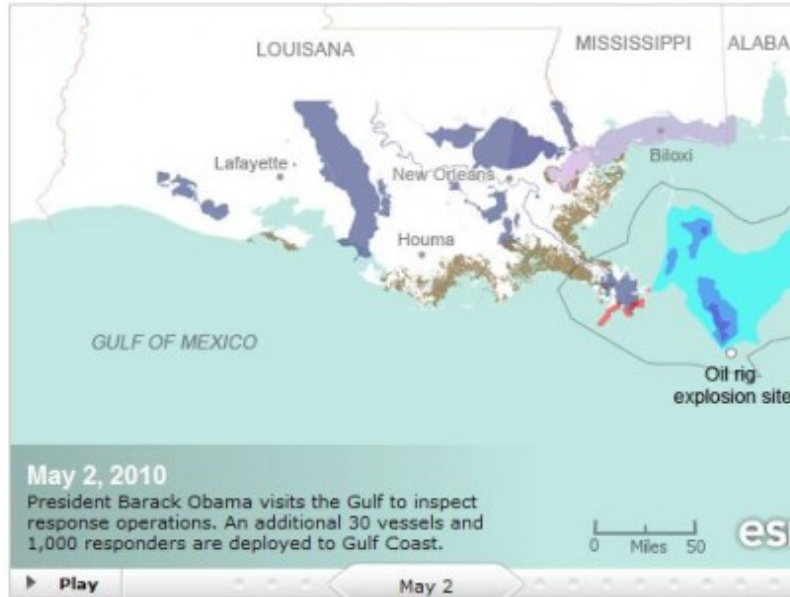 LOUISANA
MISSISSIPPI
ALABA
Lafayette
New Orleans
Biloxi
Houma
GULF OF MEXICO
Oil rig
explosion site
May 2, 2010
President Barack Obama visits the Gulf to inspect
response operations. An additional 30 vessels and
1,000 responders are deployed to Gulf Coast.
0 Miles 50
es
Play
May 2